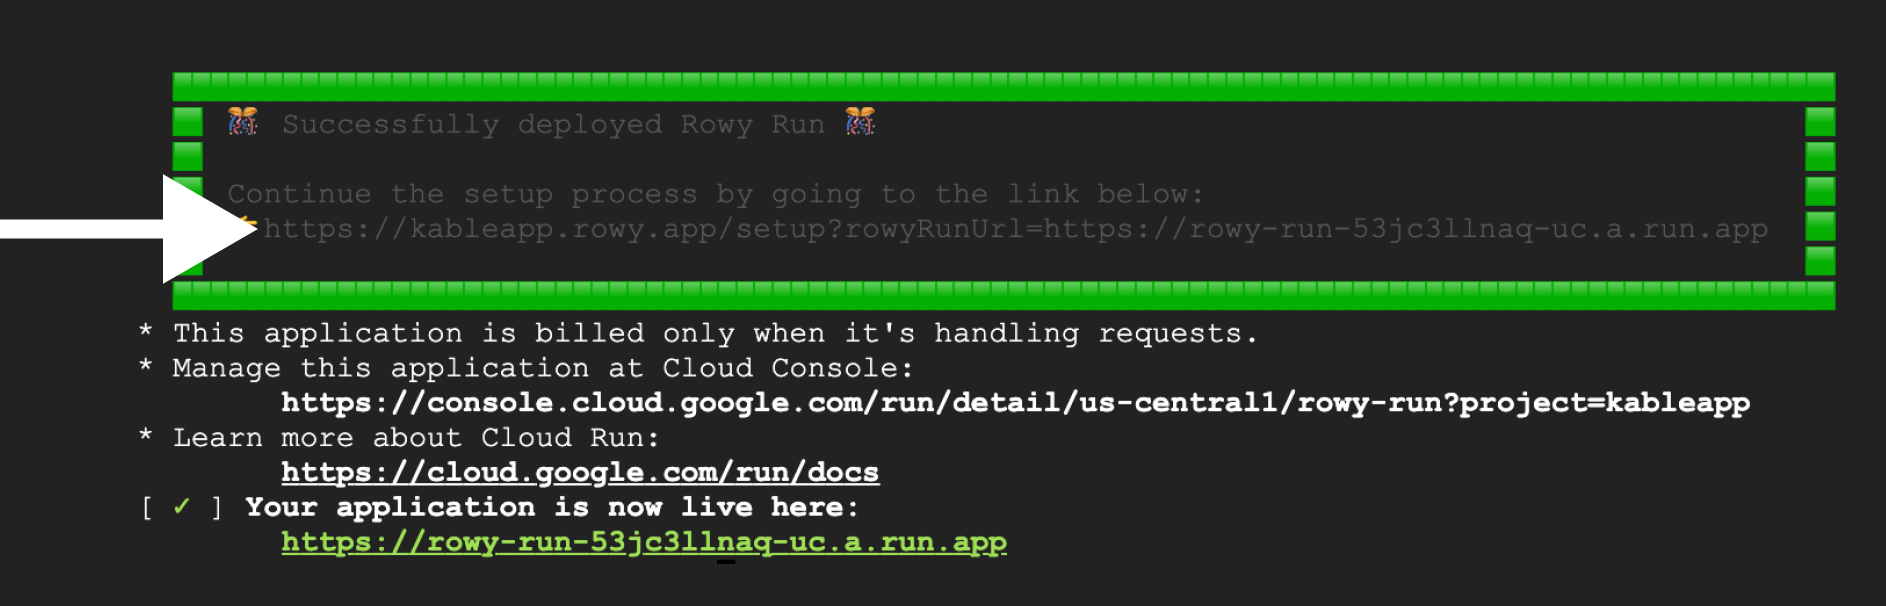 Successfully deployed Rowy Run
Continue the setup process by going to the link below:
https://kableapp.rowy.app/setup?rowyRunUrl=https://rowy-run-53jc3llnaq-uc.a.run.app
* This application is billed only when it's handling requests.
* Manage this application at Cloud Console:
https://console.cloud.google.com/run/detail/us-central1/rowy-run?project=kableapp
* Learn more about Cloud Run:
https://cloud.google.com/run/docs
[ ✓ ] Your application is now live here:
https://rowy-run-53jc3llnaq-uc.a.run.app